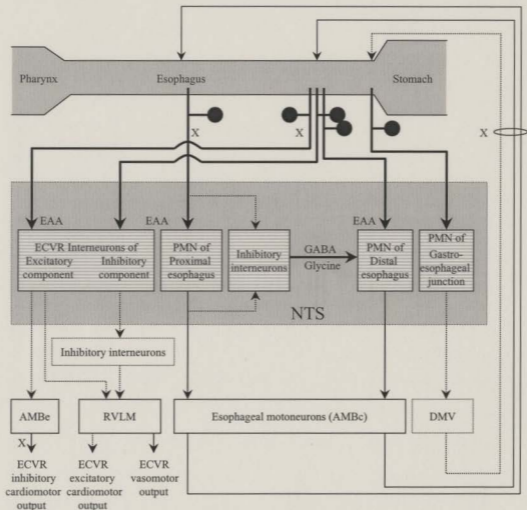 Pharynx
Esophagus
Stomach
X
X
X
EAA
EAA
EAA
ECVR Interneurons of
Excitatory
component
Inhibitory
component
PMN of
Proximal
esophagus
Inhibitory
interneurons
GABA
Glycine
PMN of
Distal
esophagus
PMN of
Gastro-
esophageal
junction
NTS
Inhibitory interneurons
AMBe
RVLM
Esophageal motoneurons (AMBc)
DMV
X
ECVR
inhibitory
cardiomotor
output
ECVR
excitatory
cardiomotor
output
ECVR
vasomotor
output